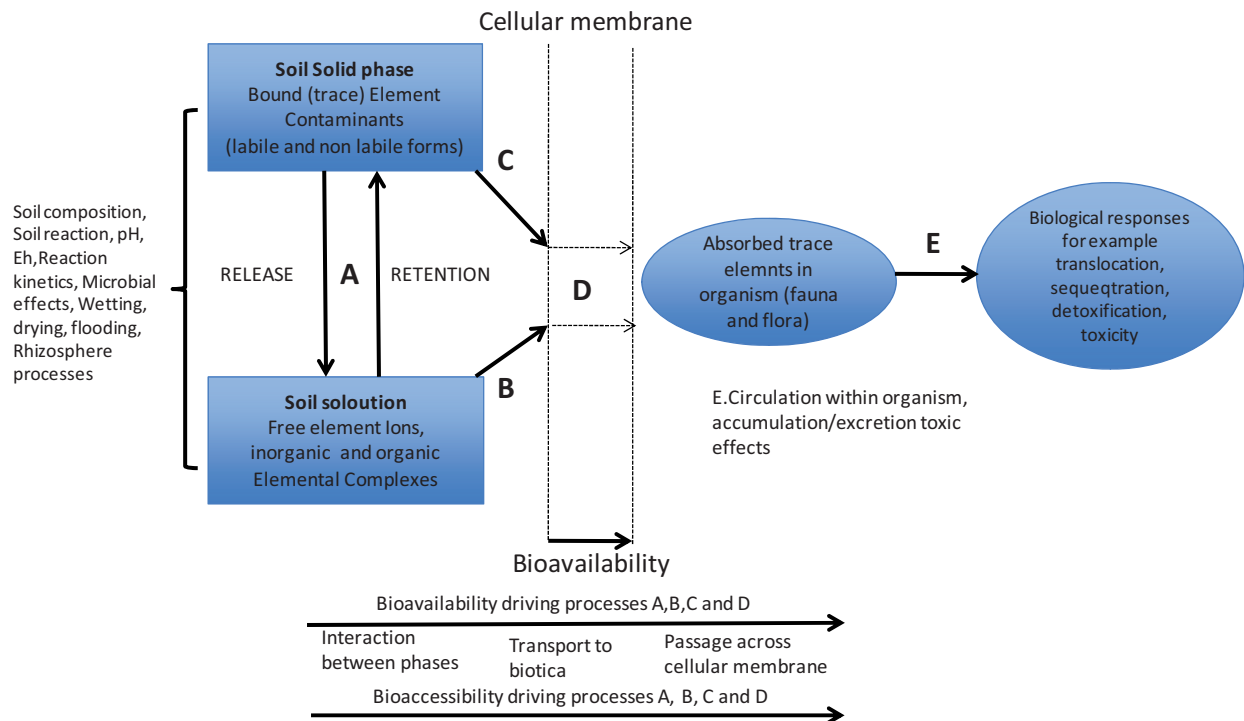 Cellular membrane
Soil Solid phase
Bound (trace) Element
Contaminants
(labile and non labile forms)
C
Soil composition,
Soil reaction, pH,
Eh,Reaction
kinetics, Microbial
effects, Wetting,
drying, flooding,
Rhizosphere
processes
RELEASE
A
RETENTION
D
Absorbed trace
elemnts in
organism (fauna
and flora)
E
Biological responses
for example
translocation,
sequeqtration,
detoxification,
toxicity
B
Soil soloution
Free element Ions,
inorganic and organic
Elemental Complexes
E.Circulation within organism,
accumulation/excretion toxic
effects
Bioavailability
Bioavailability driving processes A,B,C and D
Interaction
between phases
Transport to
biotica
Passage across
cellular membrane
Bioaccessibility driving processes A, B, C and D